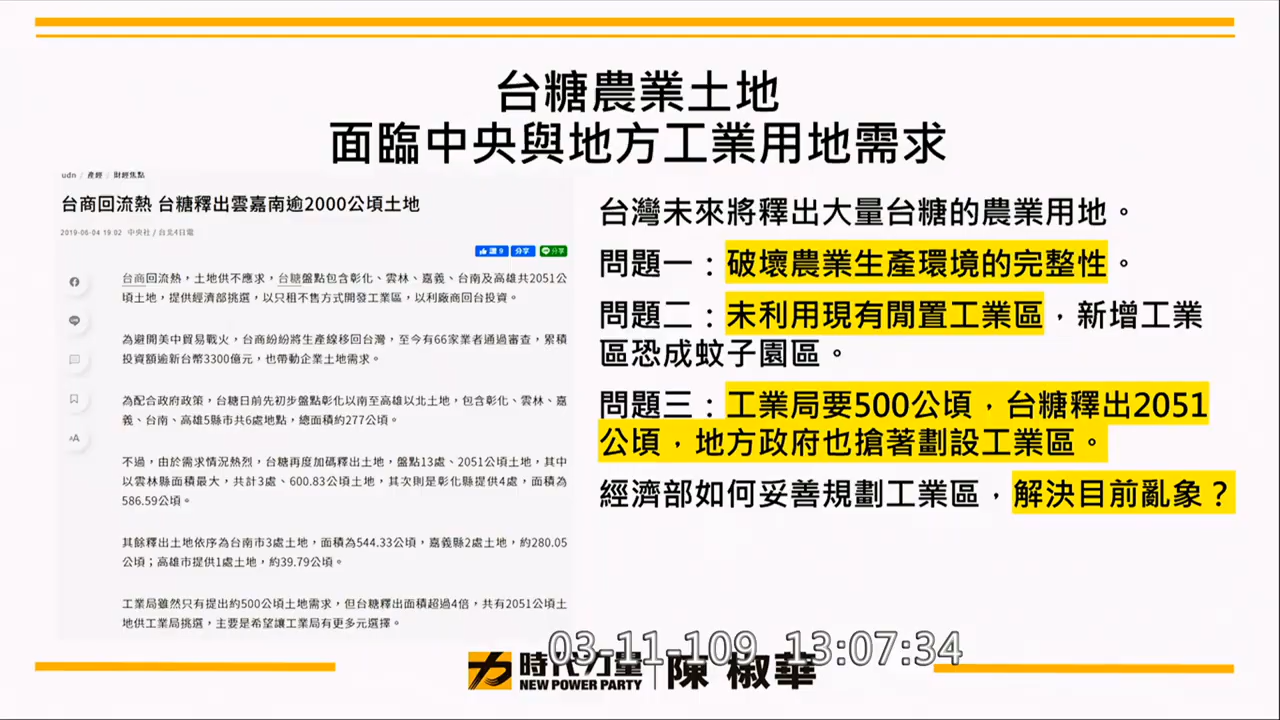 台糖農業土地
面臨中央與地方工業用地需求
udn / 產經 / 財經焦點
台商回流熱 台糖釋出雲嘉南逾2000公頃土地
2019-06-04 19:02 中央社 / 台北4日電
讚 9 分享 分享
台商回流熱，土地供不應求，台糖盤點包含彰化、雲林、嘉義、台南及高雄共2051公
頃土地，提供經濟部挑選，以只租不售方式開發工業區，以利廠商回台投資。
為避開美中貿易戰火，台商紛紛將生產線移回台灣，至今有66家業者通過審查，累積
投資額逾新台幣3300億元，也帶動企業土地需求。
為配合政府政策，台糖日前先初步盤點彰化以南至高雄以北土地，包含彰化、雲林、嘉
義、台南、高雄5縣市共6處地點，總面積約277公頃。
不過，由於需求情況熱烈，台糖再度加碼釋出土地，盤點13處、2051公頃土地，其中
以雲林縣面積最大，共計3處、600.83公頃土地，其次則是彰化縣提供4處，面積為
586.59公頃。
其餘釋出土地依序為台南市3處土地，面積為544.33公頃，嘉義縣2處土地，約280.05
公頃；高雄市提供1處土地，約39.79公頃。
工業局雖然只有提出約500公頃土地需求，但台糖釋出面積超過4倍，共有2051公頃土
地供工業局挑選，主要是希望讓工業局有更多元選擇。
AA
台灣未來將釋出大量台糖的農業用地。
問題一：破壞農業生產環境的完整性。
問題二：未利用現有閒置工業區，新增工業
區恐成蚊子園區。
問題三：工業局要500公頃，台糖釋出2051
公頃，地方政府也搶著劃設工業區。
經濟部如何妥善規劃工業區，解決目前亂象？
03-11-109 13:07:34
時代力量 陳椒華
NEW POWER PARTY